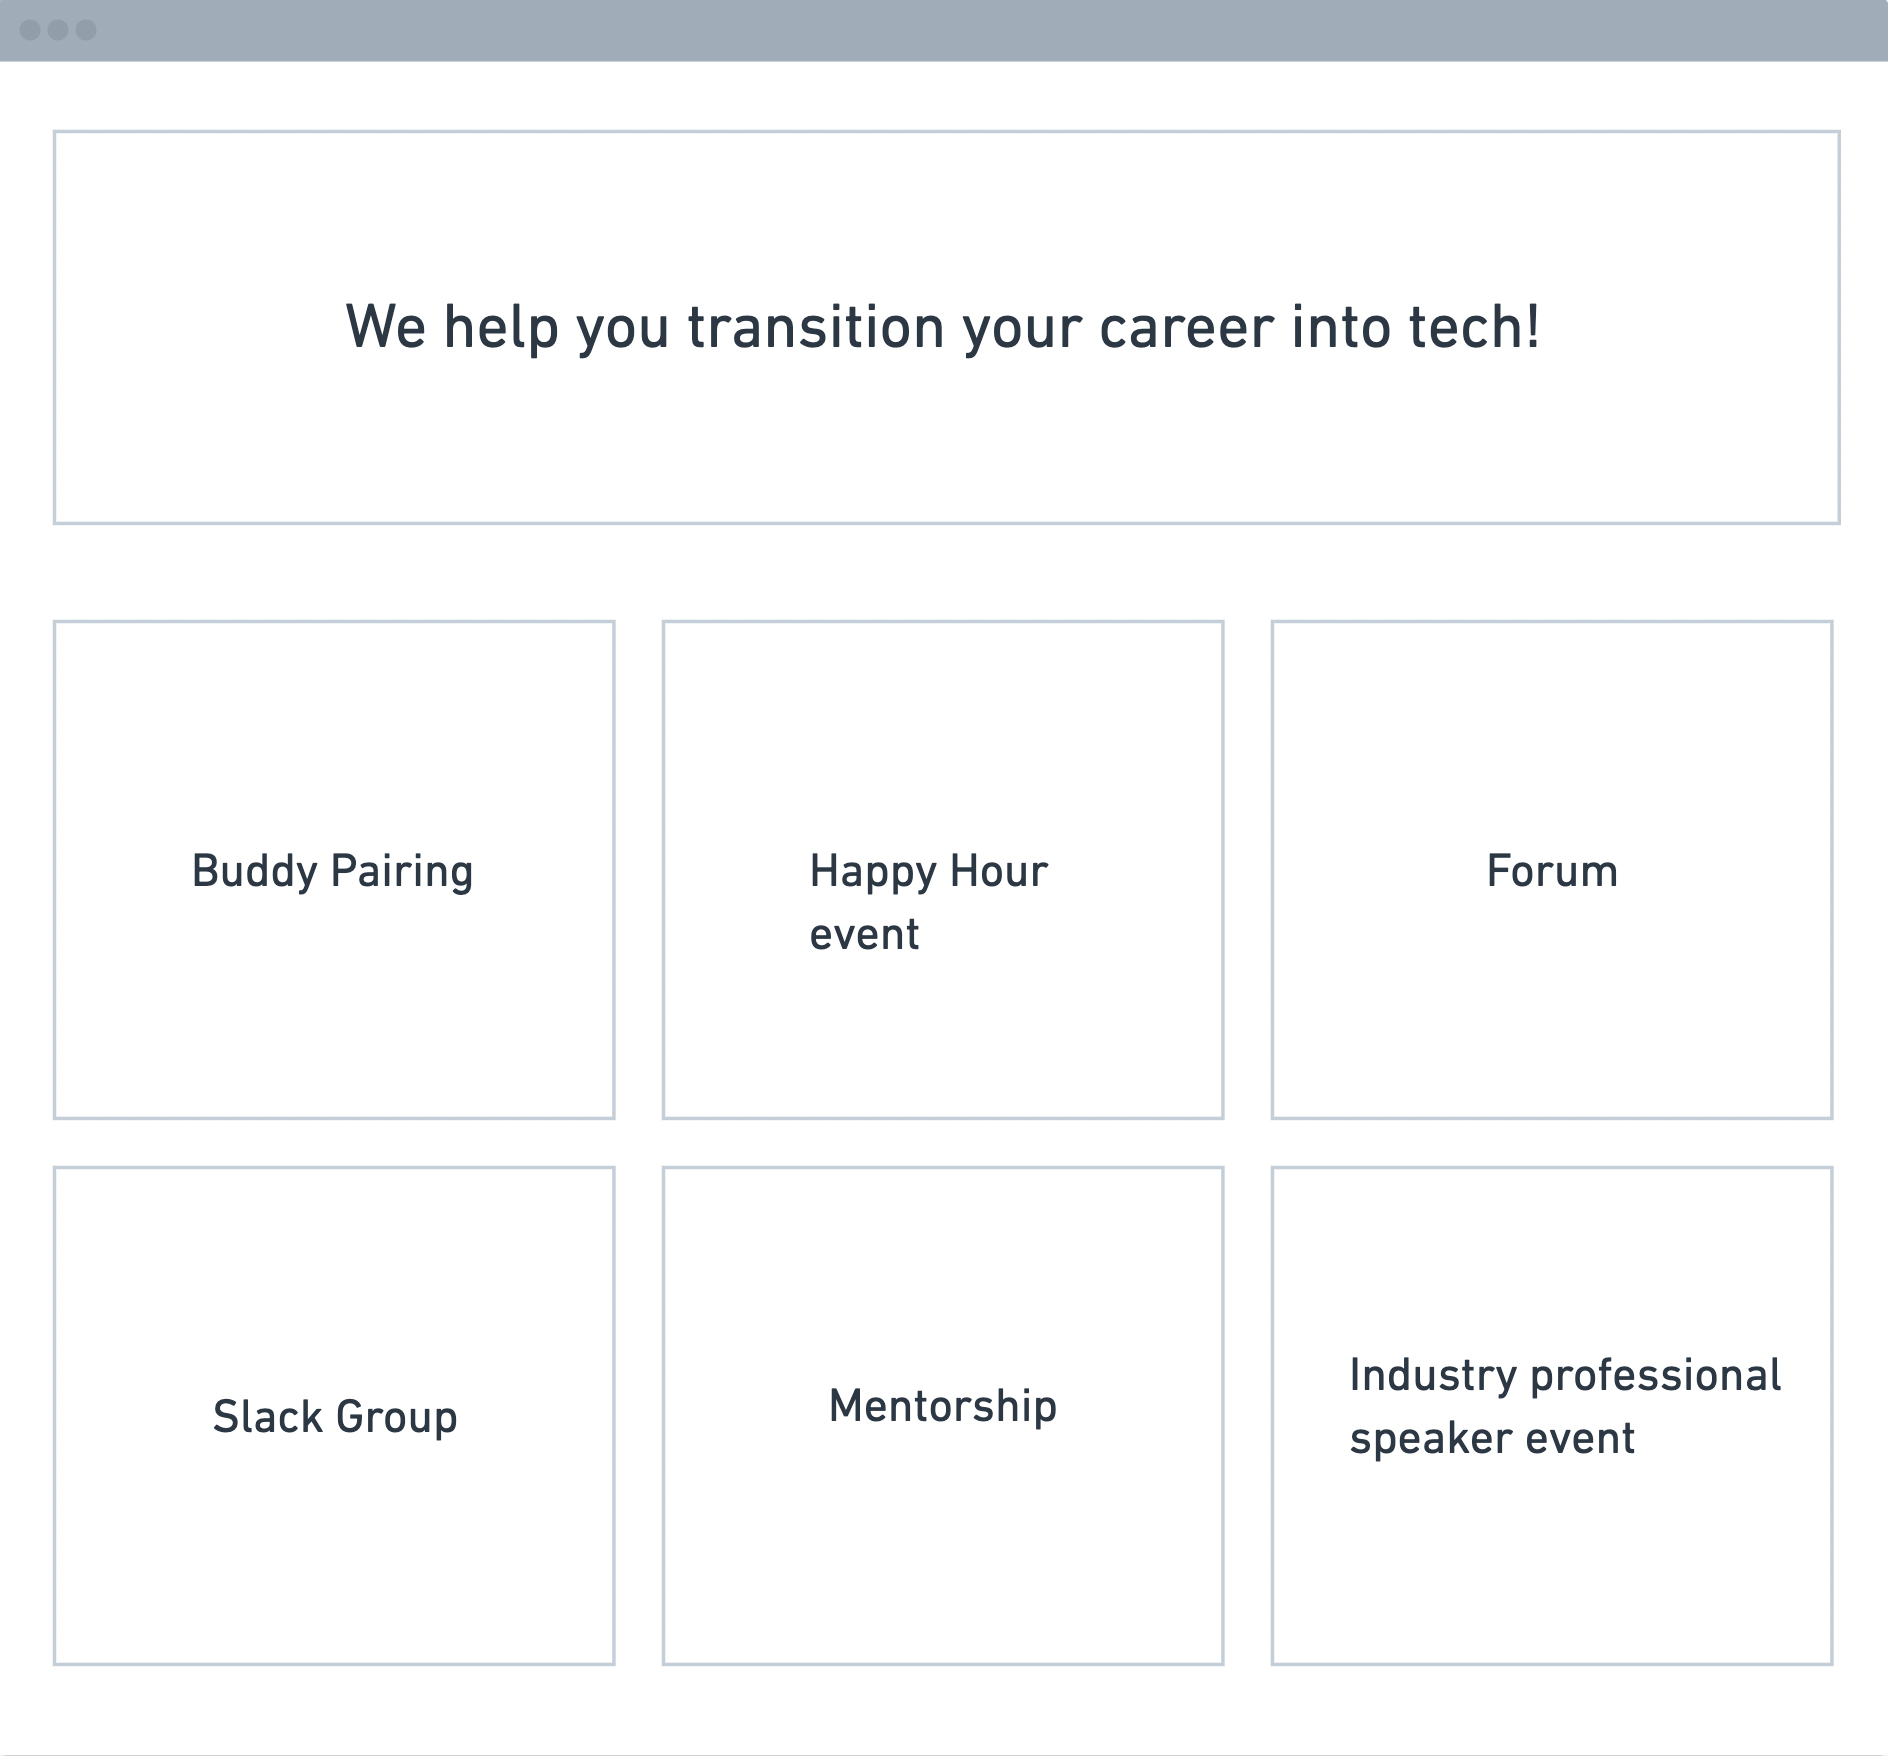 We help you transition your career into tech!
Buddy Pairing
Happy Hour
event
Forum
Slack Group
Mentorship
Industry professional
speaker event